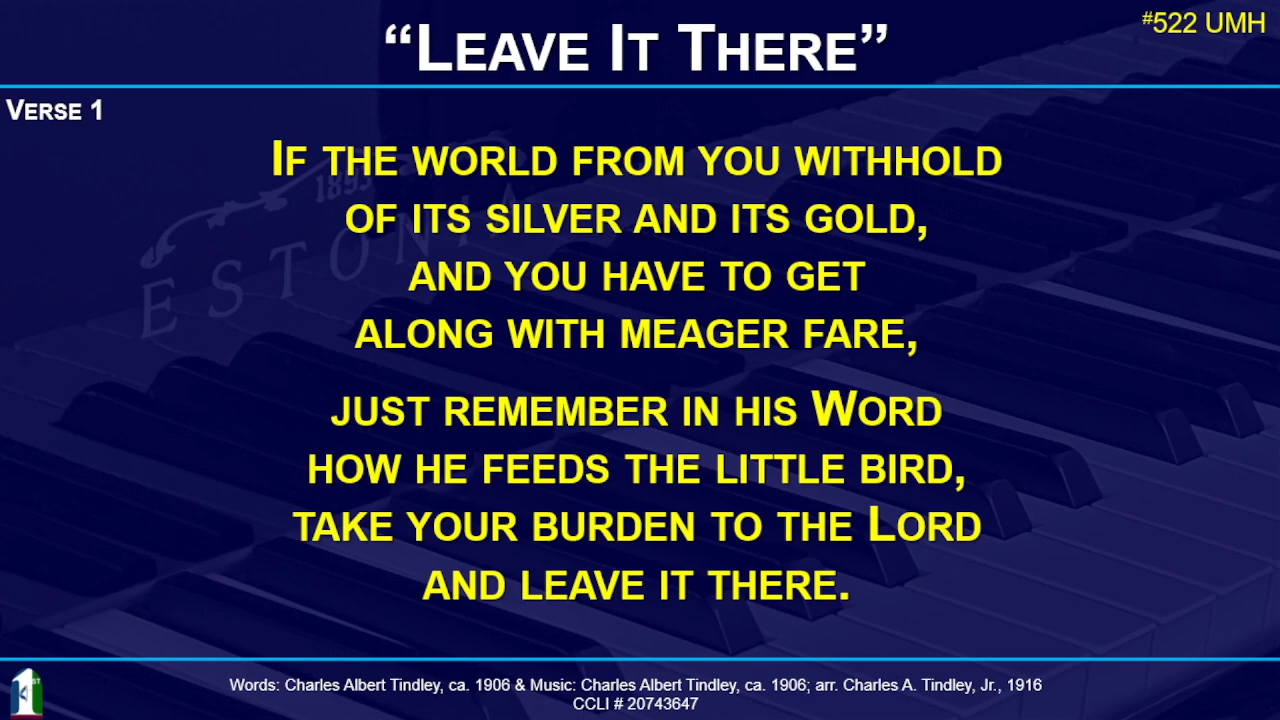 “Leave It There”
#522 UMH
Verse 1
1893
ESTONIA
If the world from you withhold
of its silver and its gold,
and you have to get
along with meager fare,
just remember in his Word
how he feeds the little bird,
take your burden to the Lord
and leave it there.
1ST
Words: Charles Albert Tindley, ca. 1906 & Music: Charles Albert Tindley, ca. 1906; arr. Charles A. Tindley, Jr., 1916
CCLI # 20743647